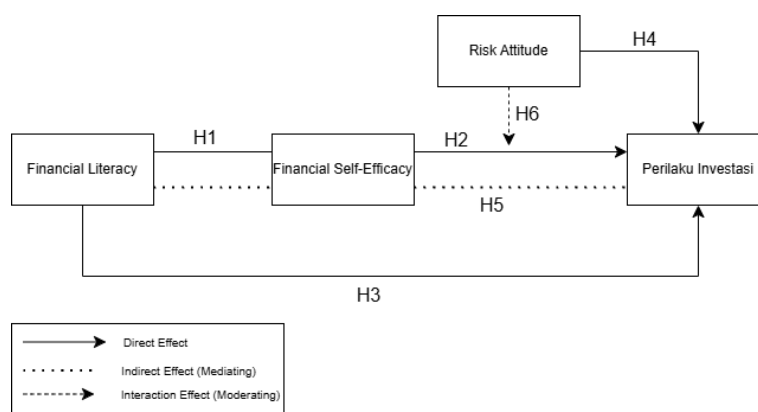 Risk Attitude
H4
H6
H1
H2
Financial Literacy
Financial Self-Efficacy
Perilaku Investasi
H5
H3
Direct Effect
Indirect Effect (Mediating)
Interaction Effect (Moderating)